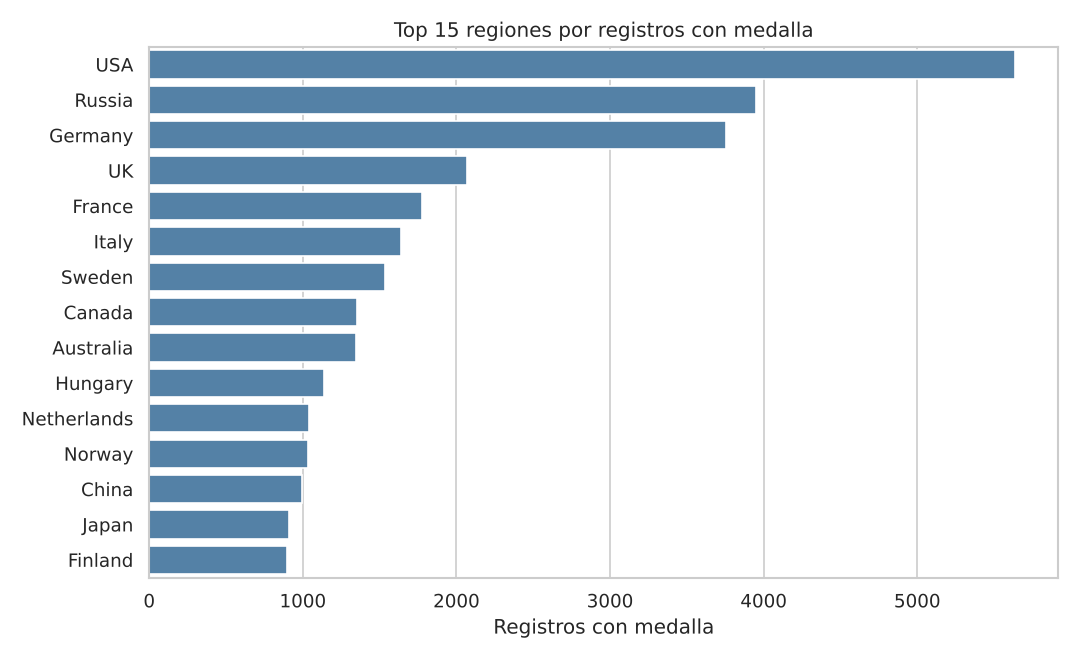 Top 15 regiones por registros con medalla
USA
Russia
Germany
UK
France
Italy
Sweden
Canada
Australia
Hungary
Netherlands
Norway
China
Japan
Finland
0 1000 2000 3000 4000 5000
Registros con medalla